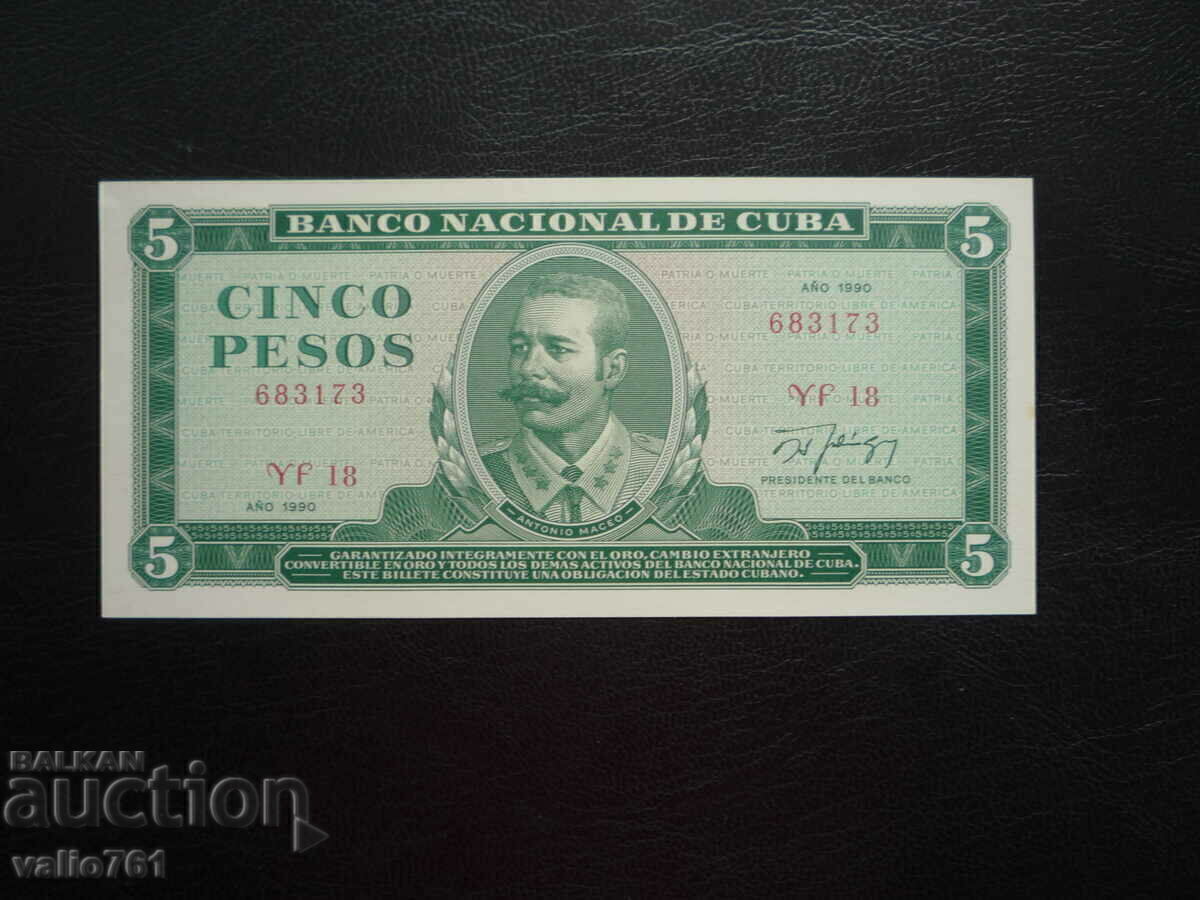 BANCO NACIONAL DE CUBA
5
5
CINCO
PESOS
683173
YF 18
AÑO 1990
PATRIA O MUERTE
CUBA TERRITORIO LIBRE DE AMERICA
AÑO 1990
683173
YF 18
PRESIDENTE DEL BANCO
ANTONIO MACEO
5
5
GARANTIZADO INTEGRAMENTE CON EL ORO, CAMBIO EXTRANJERO
CONVERTIBLE EN ORO Y TODOS LOS DEMAS ACTIVOS DEL BANCO NACIONAL DE CUBA.
ESTE BILLETE CONSTITUYE UNA OBLIGACION DEL ESTADO CUBANO.
BALKAN
auction
valio761